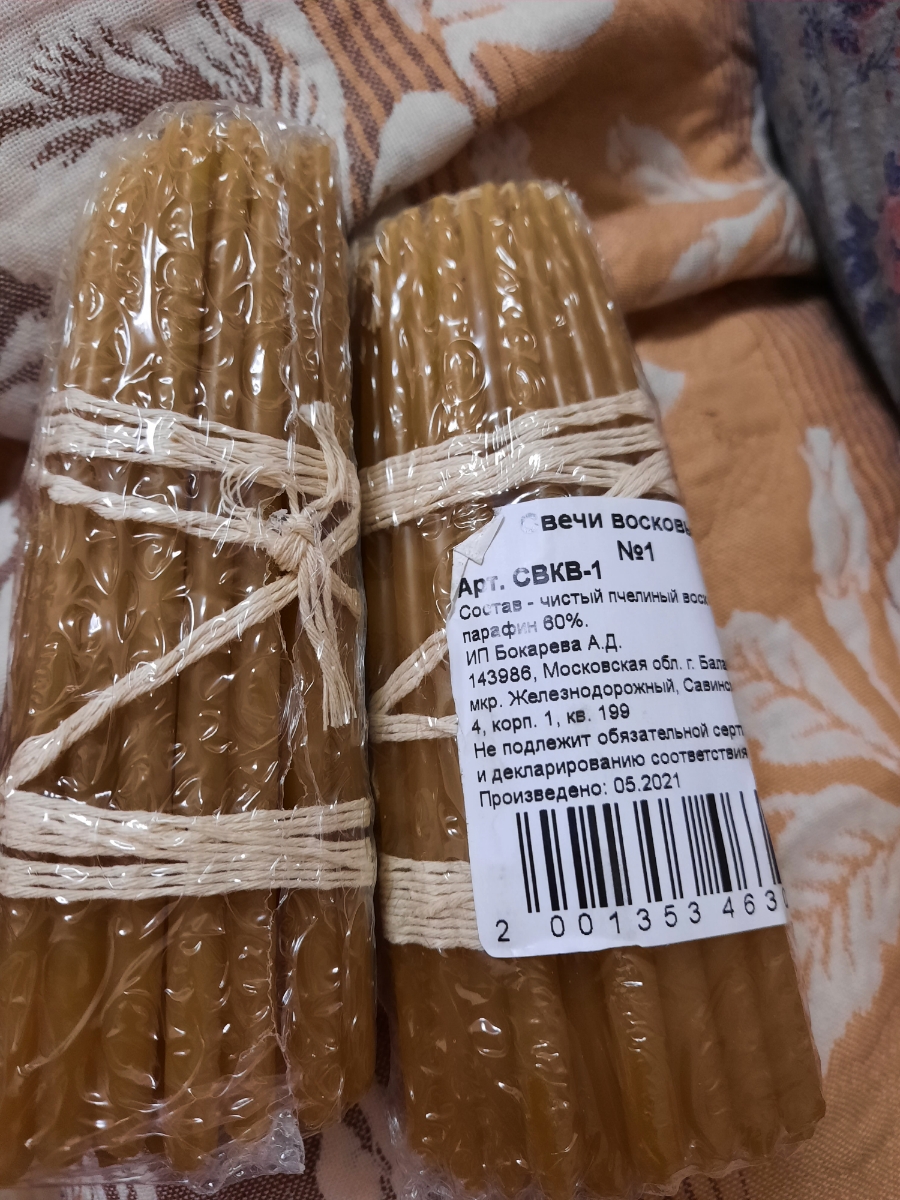 Свечи восковы
№1
Арт. СВКВ-1
Состав - чистый пчелиный воск
парафин 60%.
ИП Бокарева А.Д.
143986, Московская обл. г. Бала
мкр. Железнодорожный, Савинс
4, корп. 1, кв. 199
Не подлежит обязательной серт
и декларированию соответствия
Произведено: 05.2021
2 001353 4630